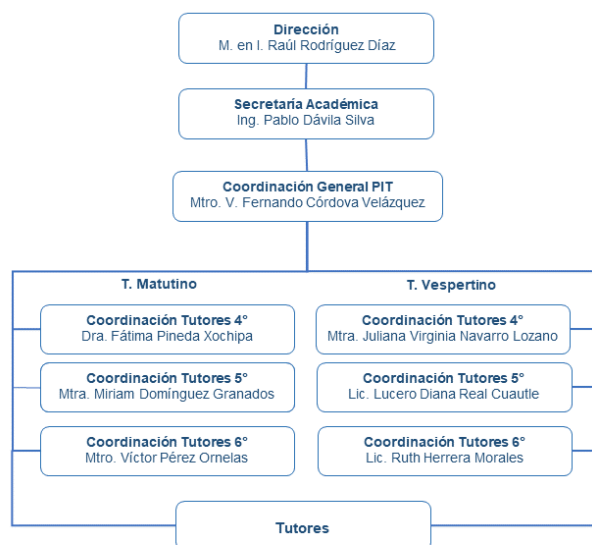 Dirección
M. en I. Raúl Rodríguez Díaz
Secretaría Académica
Ing. Pablo Dávila Silva
Coordinación General PIT
Mtro. V. Fernando Córdova Velázquez
T. Matutino
T. Vespertino
Coordinación Tutores 4°
Dra. Fátima Pineda Xochipa
Coordinación Tutores 4°
Mtra. Juliana Virginia Navarro Lozano
Coordinación Tutores 5°
Mtra. Miriam Domínguez Granados
Coordinación Tutores 5°
Lic. Lucero Diana Real Cuautle
Coordinación Tutores 6°
Mtro. Víctor Pérez Ornelas
Coordinación Tutores 6°
Lic. Ruth Herrera Morales
Tutores